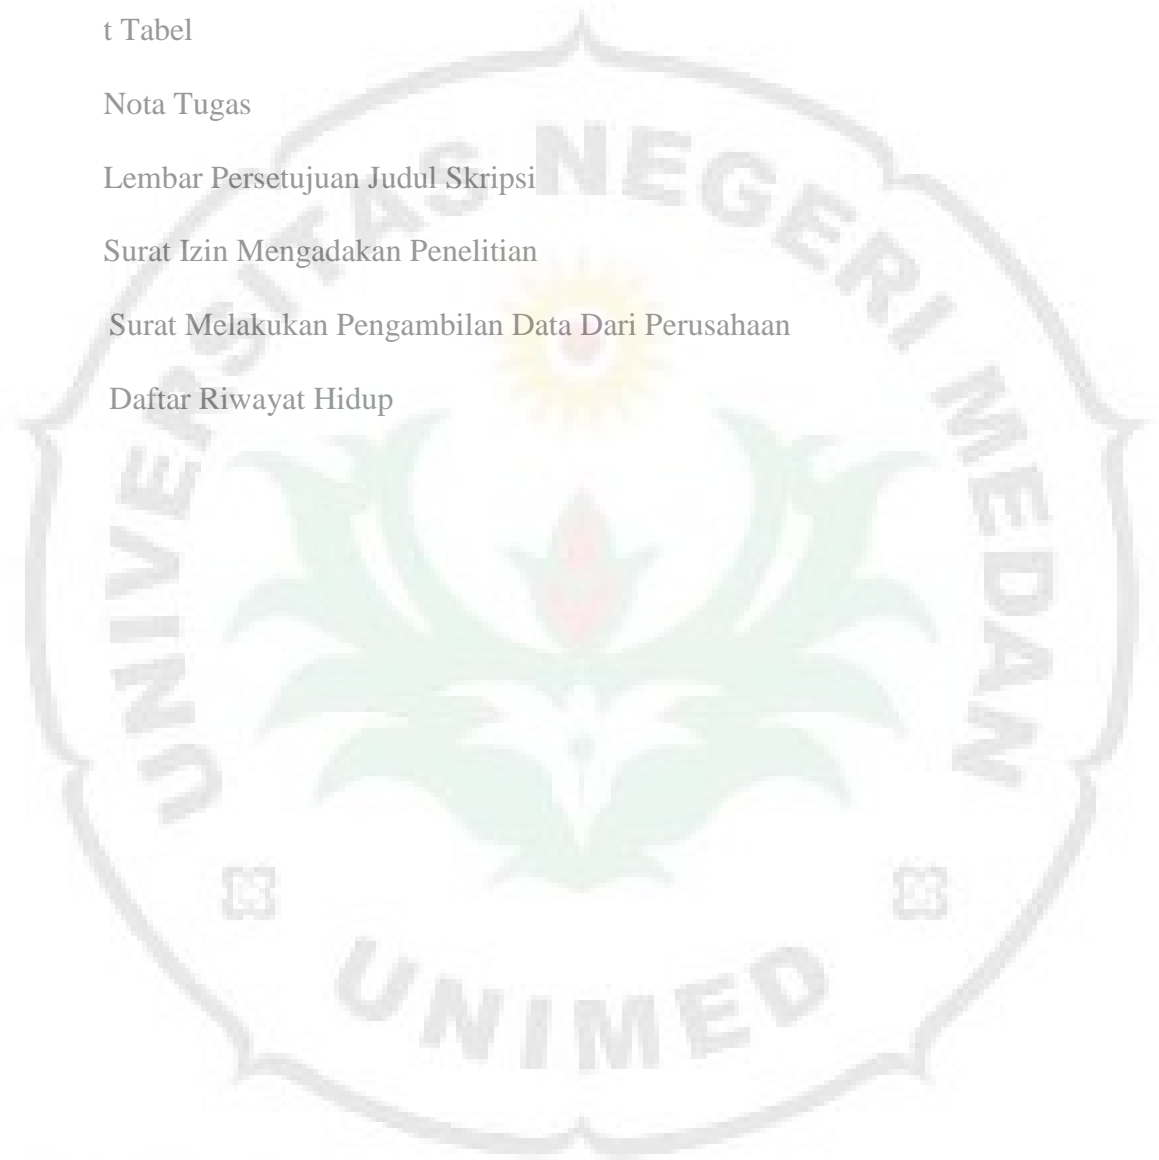 t Tabel
Nota Tugas
Lembar Persetujuan Judul Skripsi
Surat Izin Mengadakan Penelitian
Surat Melakukan Pengambilan Data Dari Perusahaan
Daftar Riwayat Hidup
UNIVERSITAS NEGERI MEDAN
UNIMED